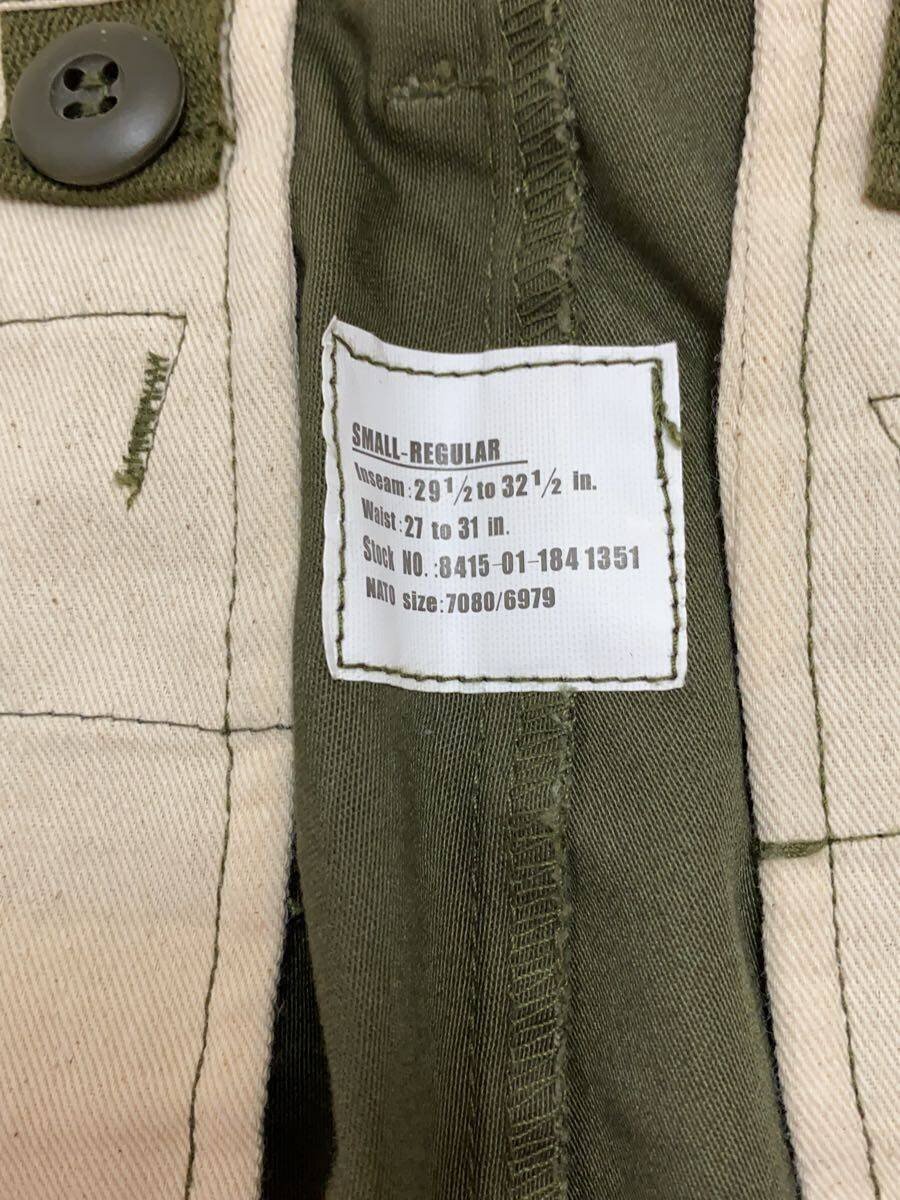 SMALL-REGULAR
Inseam:29 1/2 to 32 1/2 in.
Waist:27 to 31 in.
Stock NO.:8415-01-184 1351
NATO size:7080/6979